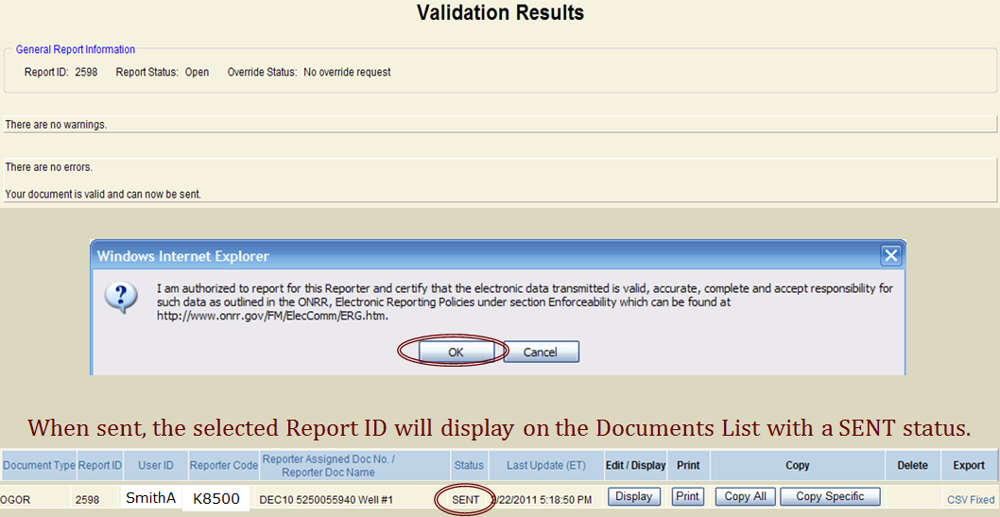 Validation Results
General Report Information
Report ID: 2598 Report Status: Open Override Status: No override request
There are no warnings.
There are no errors.
Your document is valid and can now be sent.
Windows Internet Explorer
I am authorized to report for this Reporter and certify that the electronic data transmitted is valid, accurate, complete and accept responsibility for
such data as outlined in the ONRR, Electronic Reporting Policies under section Enforceability which can be found at
http://www.onrr.gov/FM/ElecComm/ERG.htm.
OK Cancel
When sent, the selected Report ID will display on the Documents List with a SENT status.
Document Type Report ID User ID Reporter Code Reporter Assigned Doc No. / Reporter Doc Name Status Last Update (ET) Edit / Display Print Copy Delete Export
OGOR 2598 SmithA K8500 DEC10 5250055940 Well #1 SENT /22/2011 5:18:50 PM Display Print Copy All Copy Specific CSV Fixed